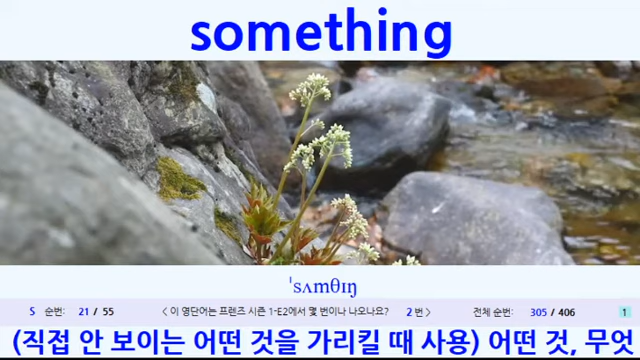 something
ˈsʌmθɪŋ
S 순번: 21 / 55 < 이 영단어는 프렌즈 시즌 1-E2에서 몇 번이나 나오나요? 2 번 > 전체 순번: 305 / 406 1
(직접 안 보이는 어떤 것을 가리킬 때 사용) 어떤 것, 무엇